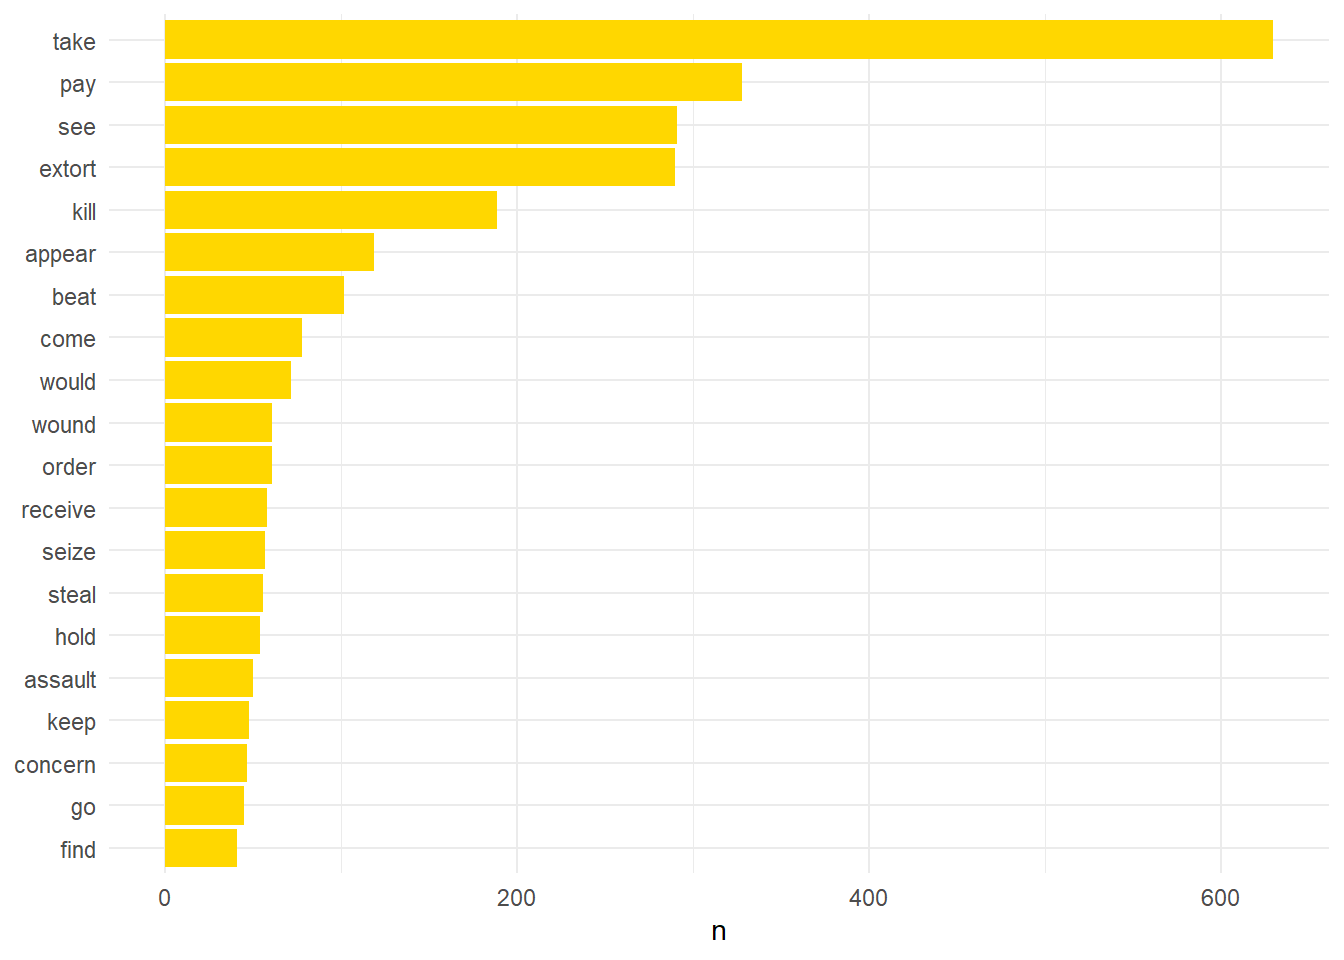 take
pay
see
extort
kill
appear
beat
come
would
wound
order
receive
seize
steal
hold
assault
keep
concern
go
find
0 200 400 600
n